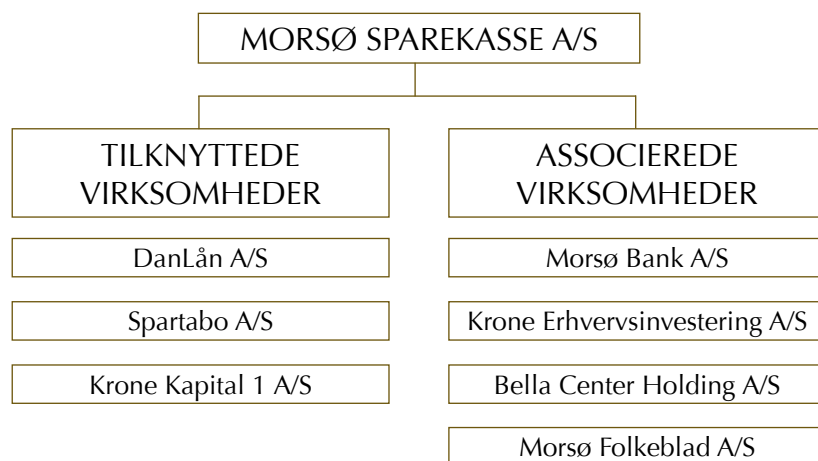 MORSØ SPAREKASSE A/S
TILKNYTTEDE
VIRKSOMHEDER
DanLån A/S
Spartabo A/S
Krone Kapital 1 A/S
ASSOCIEREDE
VIRKSOMHEDER
Morsø Bank A/S
Krone Erhvervsinvestering A/S
Bella Center Holding A/S
Morsø Folkeblad A/S